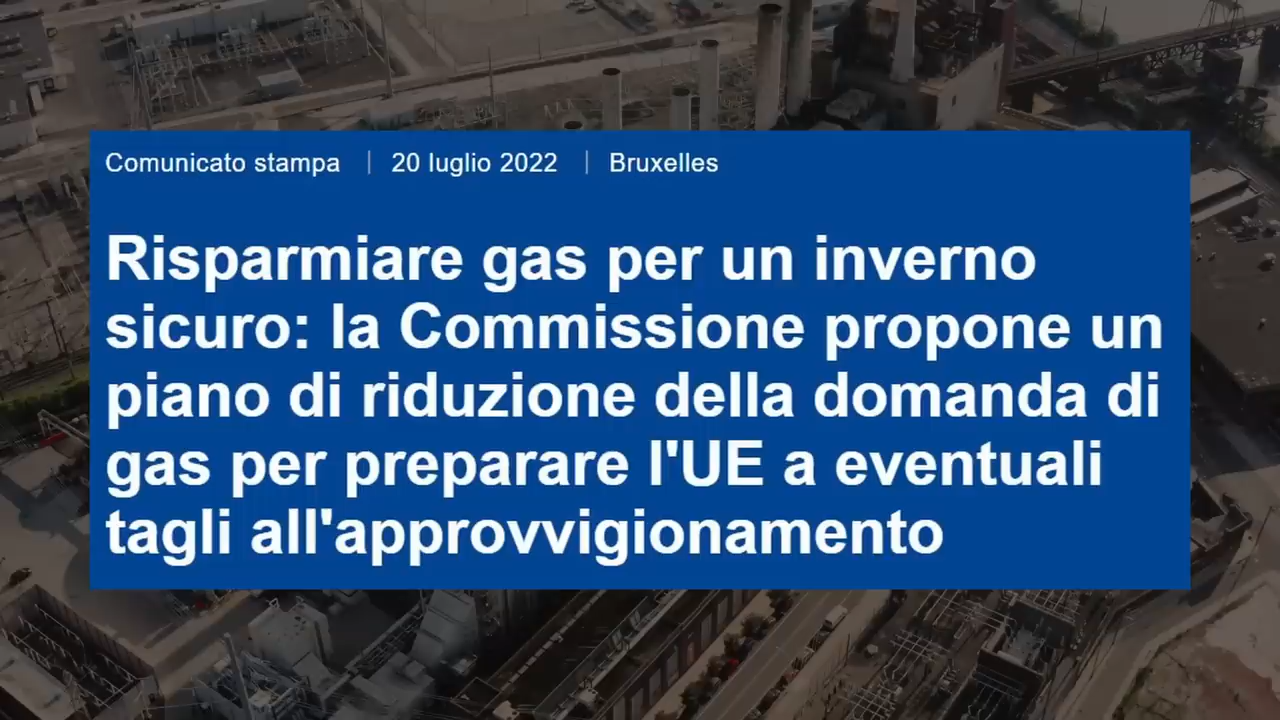 Comunicato stampa | 20 luglio 2022 | Bruxelles
Risparmiare gas per un inverno
sicuro: la Commissione propone un
piano di riduzione della domanda di
gas per preparare l'UE a eventuali
tagli all'approvvigionamento